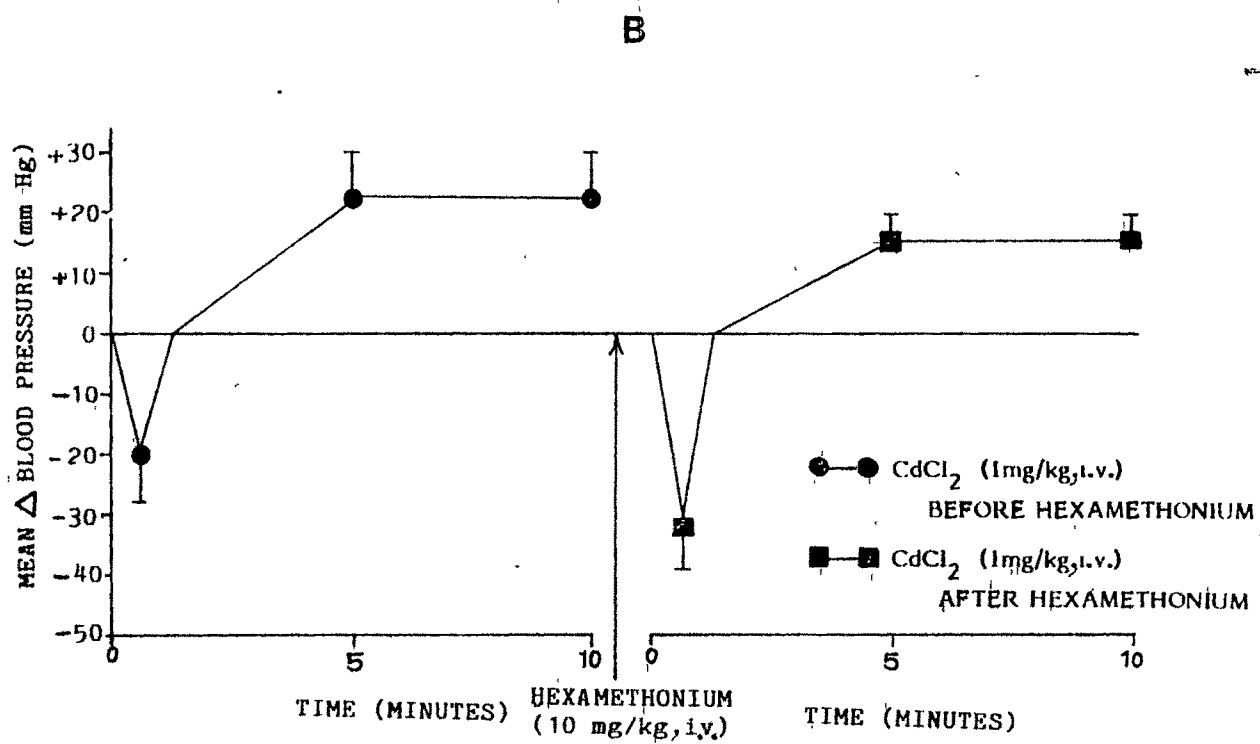 B
MEAN Δ BLOOD PRESSURE (mm Hg)
+30
+20
+10
0
-10
-20
-30
-40
-50
0 5 10
0 5 10
TIME (MINUTES)
HEXAMETHONIUM
(10 mg/kg, i.v.)
TIME (MINUTES)
CdCl2 (1mg/kg,i.v.)
BEFORE HEXAMETHONIUM
CdCl2 (1mg/kg,i.v.)
AFTER HEXAMETHONIUM